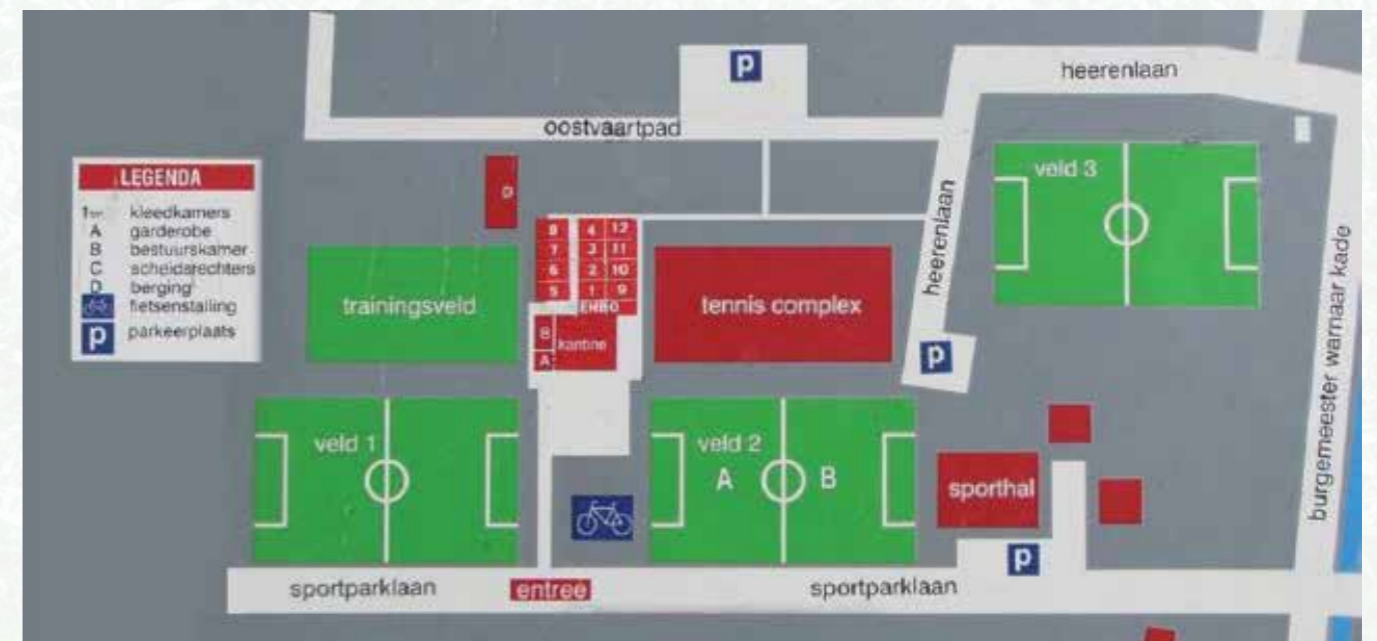 P
heerenlaan
oostvaartpad
LEGENDA
1 t/m kleedkamers
A garderobe
B bestuurskamer
C scheidsrechters
D berging
fietsenstalling
P parkeerplaats
D
veld 3
heerenlaan
8 4 12
7 3 11
6 2 10
5 1 9
EHBO
trainingsveld
tennis complex
B kantine
A
P
burgemeester warnaar kade
veld 1
veld 2
A B
sporthal
P
sportparklaan entree sportparklaan